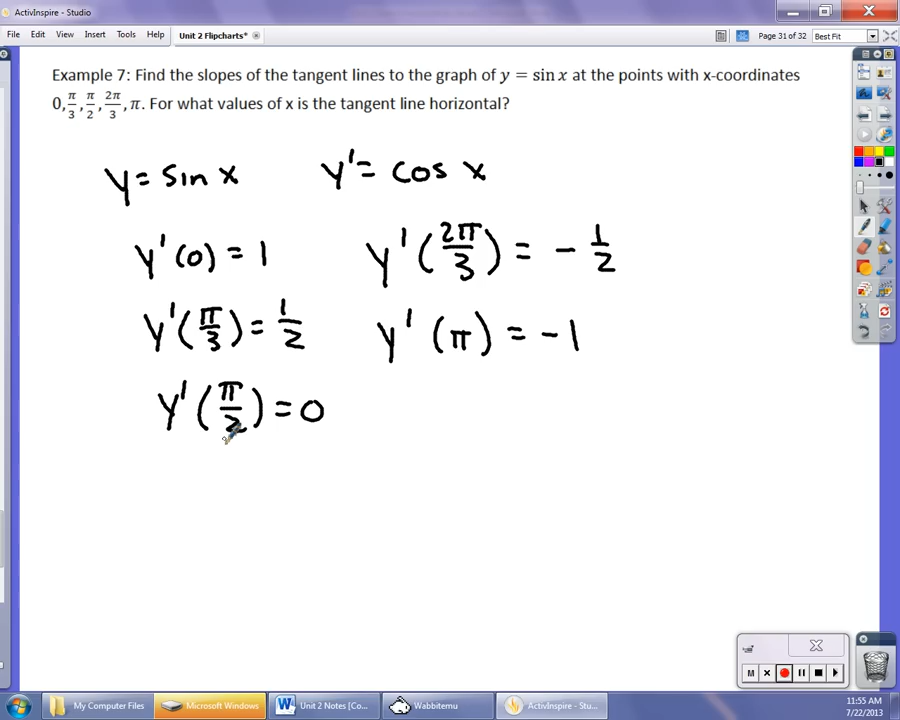 ActivInspire - Studio
File Edit View Insert Tools Help Unit 2 Flipcharts* Page 31 of 32 Best Fit
Example 7: Find the slopes of the tangent lines to the graph of y = sin x at the points with x-coordinates
0, π/3, π/2, 2π/3, π. For what values of x is the tangent line horizontal?
y = sin x y' = cos x
y'(0) = 1 y'(2π/3) = - 1/2
y'(π/3) = 1/2 y'(π) = -1
y'(π/2) = 0
M
My Computer Files Microsoft Windows Unit 2 Notes [Co... Wabbitemu ActivInspire - Stu...
11:55 AM
7/22/2013